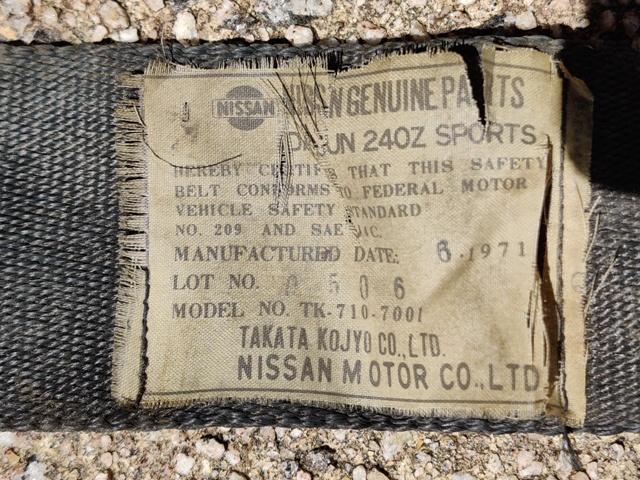 NISSAN GENUINE PARTS
240Z SPORTS
HEREBY THAT THIS SAFETY
BELT CONFORMS TO FEDERAL MOTOR
VEHICLE SAFETY STANDARD
NO. 209 AND SAE
MANUFACTURED DATE: 1971
LOT NO. 506
MODEL NO. TK-710-7001
TAKATA KOJYO CO., LTD.
NISSAN MOTOR CO., LTD